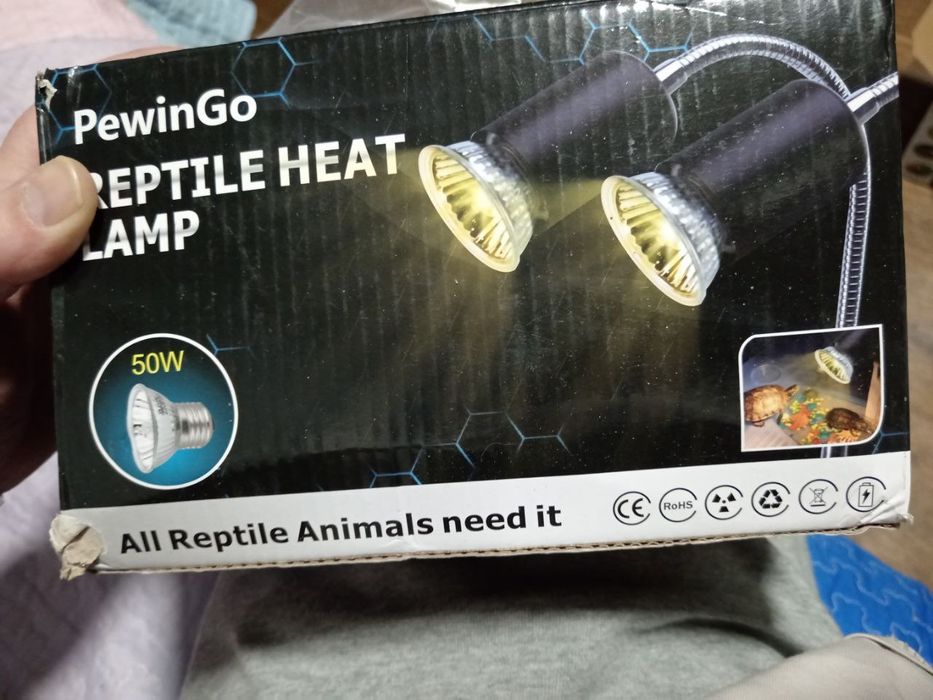 PewinGo
REPTILE HEAT
LAMP
50W
All Reptile Animals need it
CE
RoHS